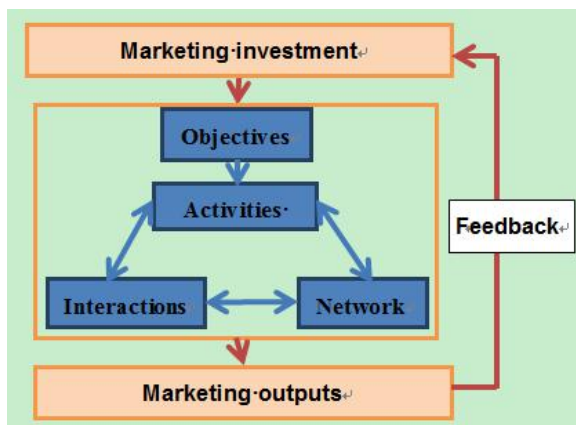 Marketing·investment↵
Objectives
Activities·
Feedback↵
Interactions
Network
Marketing·outputs↵